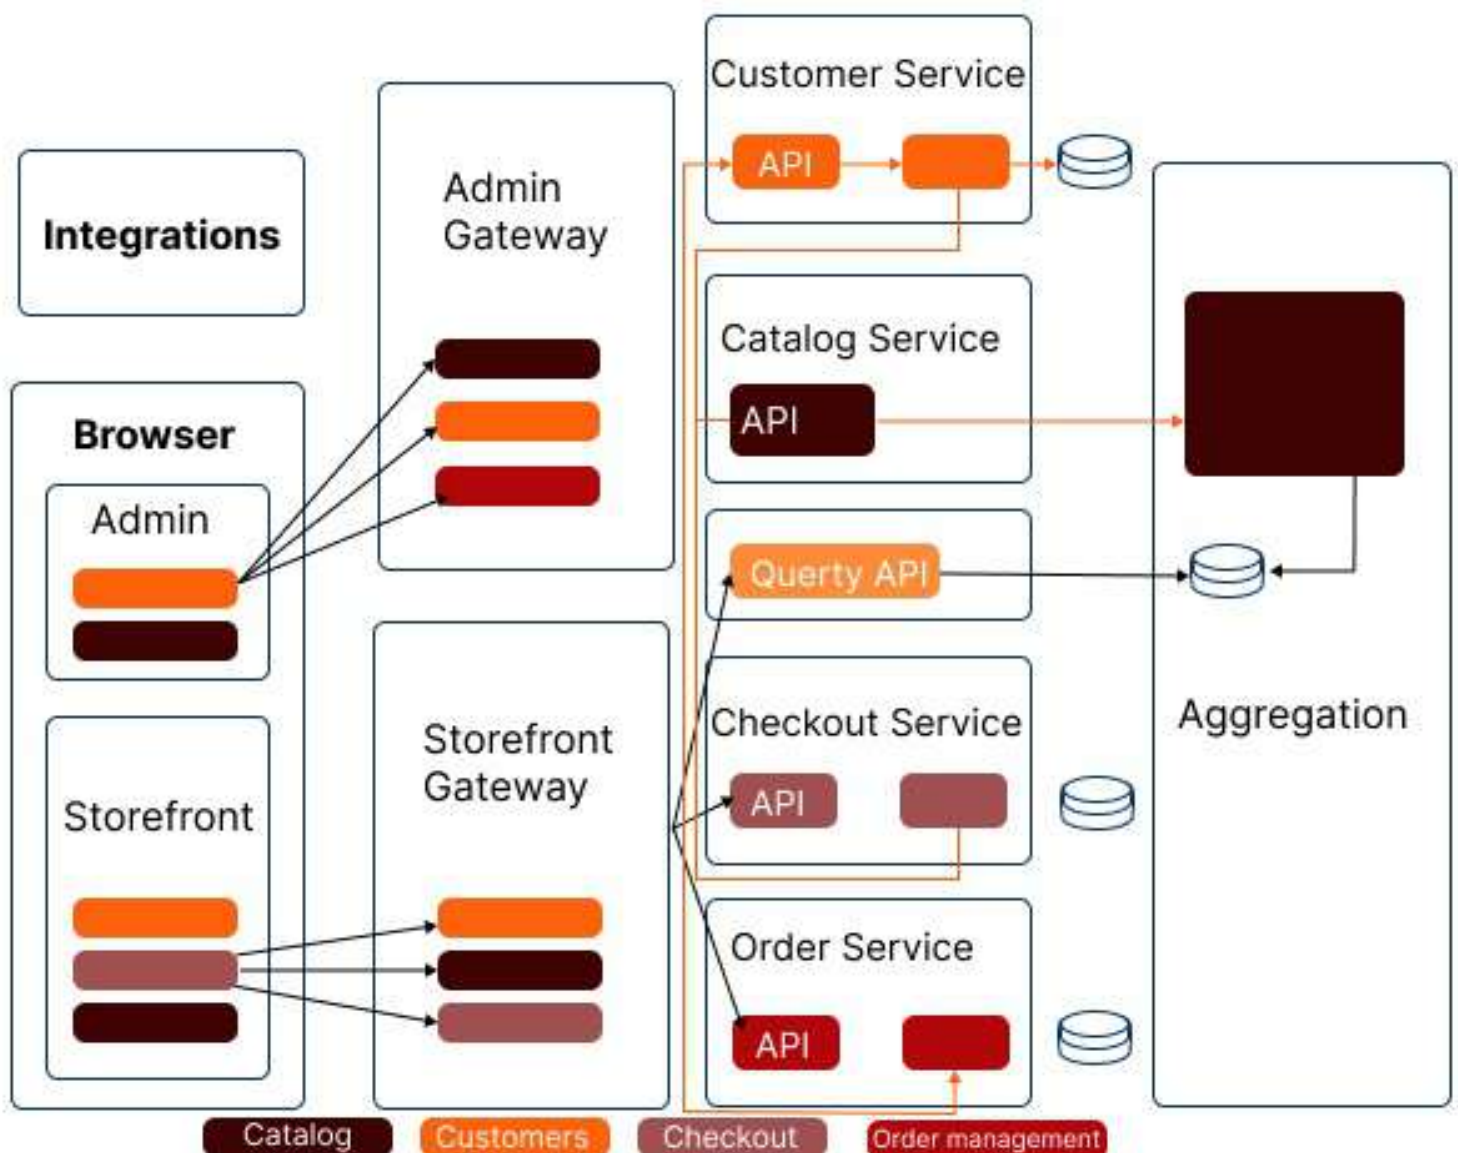 Integrations
Browser
Admin
Storefront
Admin
Gateway
Storefront
Gateway
Customer Service
API
Catalog Service
API
Querty API
Checkout Service
API
Order Service
API
Aggregation
Catalog
Customers
Checkout
Order management